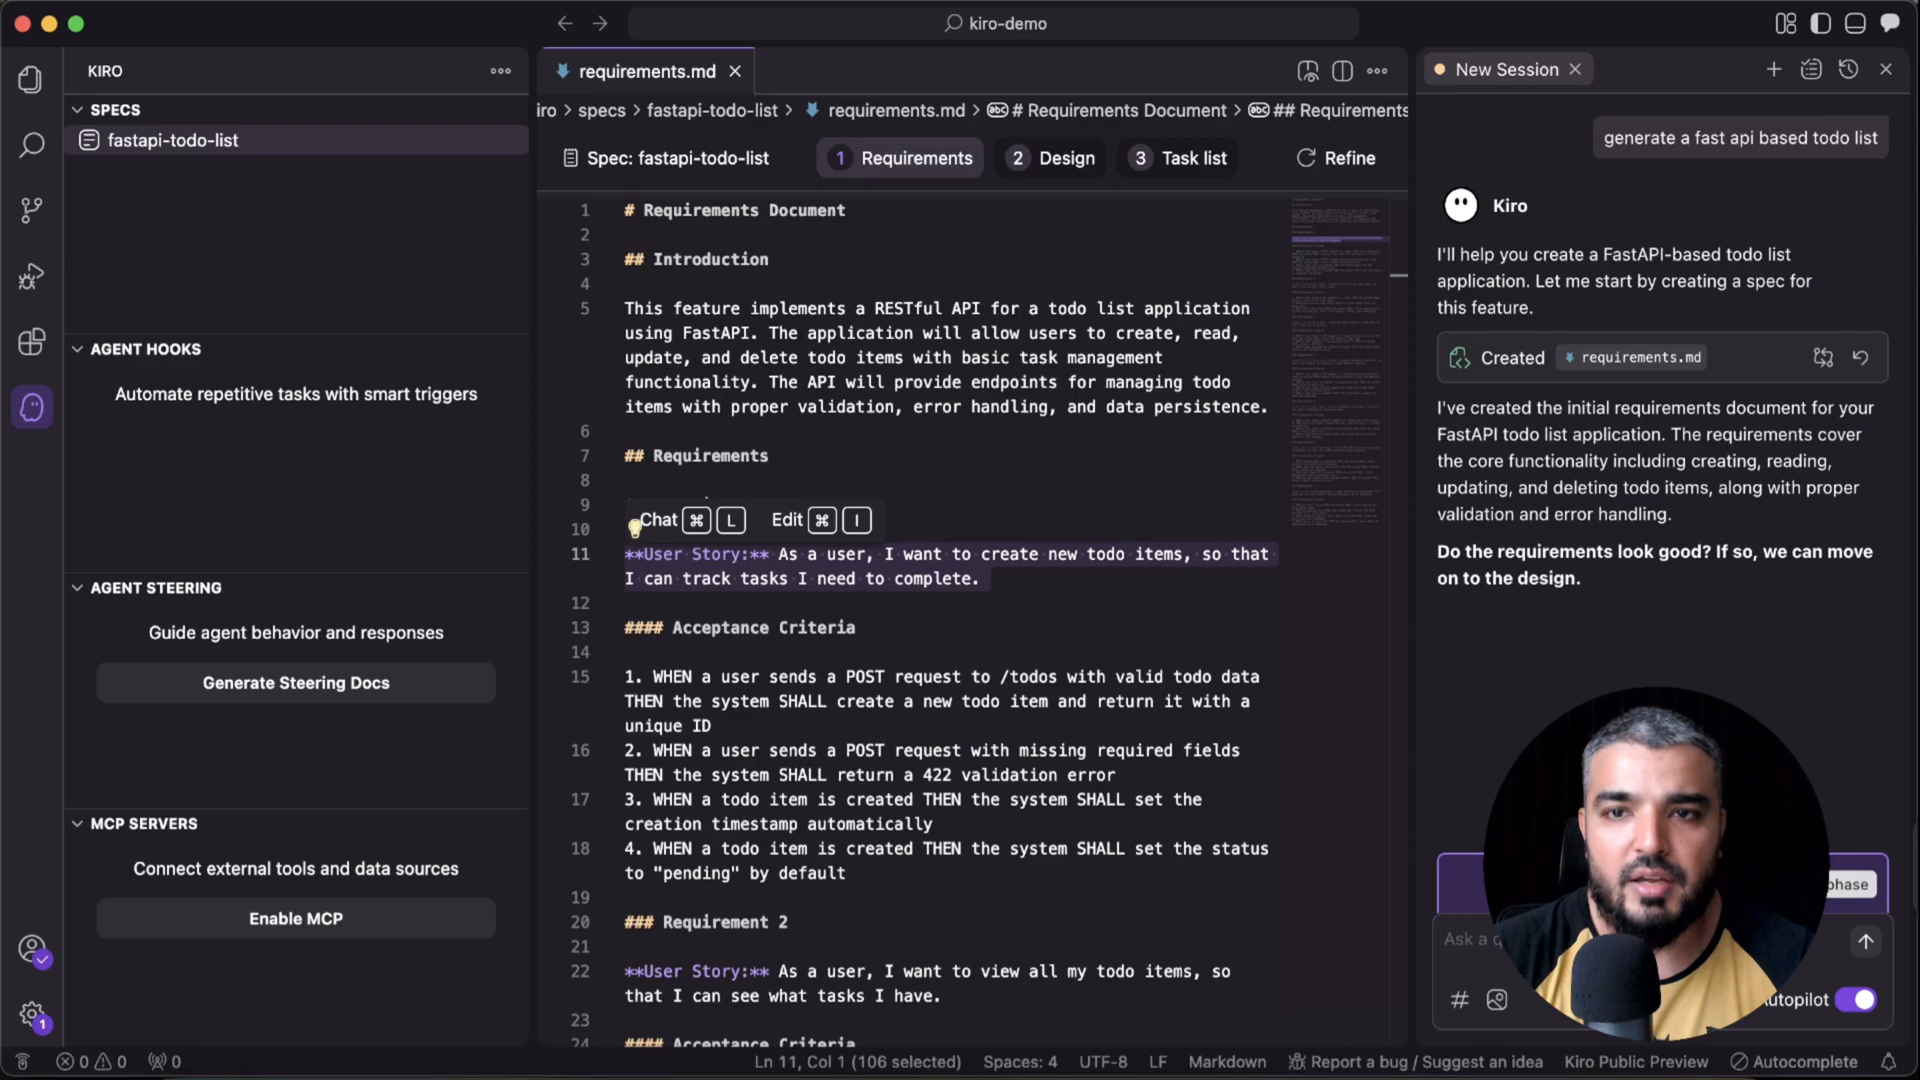 kiro-demo
KIRO
SPECS
fastapi-todo-list
AGENT HOOKS
Automate repetitive tasks with smart triggers
AGENT STEERING
Guide agent behavior and responses
Generate Steering Docs
MCP SERVERS
Connect external tools and data sources
Enable MCP
1
requirements.md
iro > specs > fastapi-todo-list > requirements.md > # Requirements Document > ## Requirements
Spec: fastapi-todo-list
1 Requirements
2 Design
3 Task list
Refine
1 # Requirements Document
2
3 ## Introduction
4
5 This feature implements a RESTful API for a todo list application
using FastAPI. The application will allow users to create, read,
update, and delete todo items with basic task management
functionality. The API will provide endpoints for managing todo
items with proper validation, error handling, and data persistence.
6
7 ## Requirements
8
9
Chat ⌘ L Edit ⌘ I
10
11 **User Story:** As a user, I want to create new todo items, so that
I can track tasks I need to complete.
12
13 #### Acceptance Criteria
14
15 1. WHEN a user sends a POST request to /todos with valid todo data
THEN the system SHALL create a new todo item and return it with a
unique ID
16 2. WHEN a user sends a POST request with missing required fields
THEN the system SHALL return a 422 validation error
17 3. WHEN a todo item is created THEN the system SHALL set the
creation timestamp automatically
18 4. WHEN a todo item is created THEN the system SHALL set the status
to "pending" by default
19
20 ### Requirement 2
21
22 **User Story:** As a user, I want to view all my todo items, so
that I can see what tasks I have.
23
24 #### Acceptance Criteria
New Session
generate a fast api based todo list
Kiro
I'll help you create a FastAPI-based todo list
application. Let me start by creating a spec for
this feature.
Created requirements.md
I've created the initial requirements document for your
FastAPI todo list application. The requirements cover
the core functionality including creating, reading,
updating, and deleting todo items, along with proper
validation and error handling.
Do the requirements look good? If so, we can move
on to the design.
phase
Ask a
utopilot
0 0 0
Ln 11, Col 1 (106 selected)
Spaces: 4
UTF-8
LF
Markdown
Report a bug / Suggest an idea
Kiro Public Preview
Autocomplete